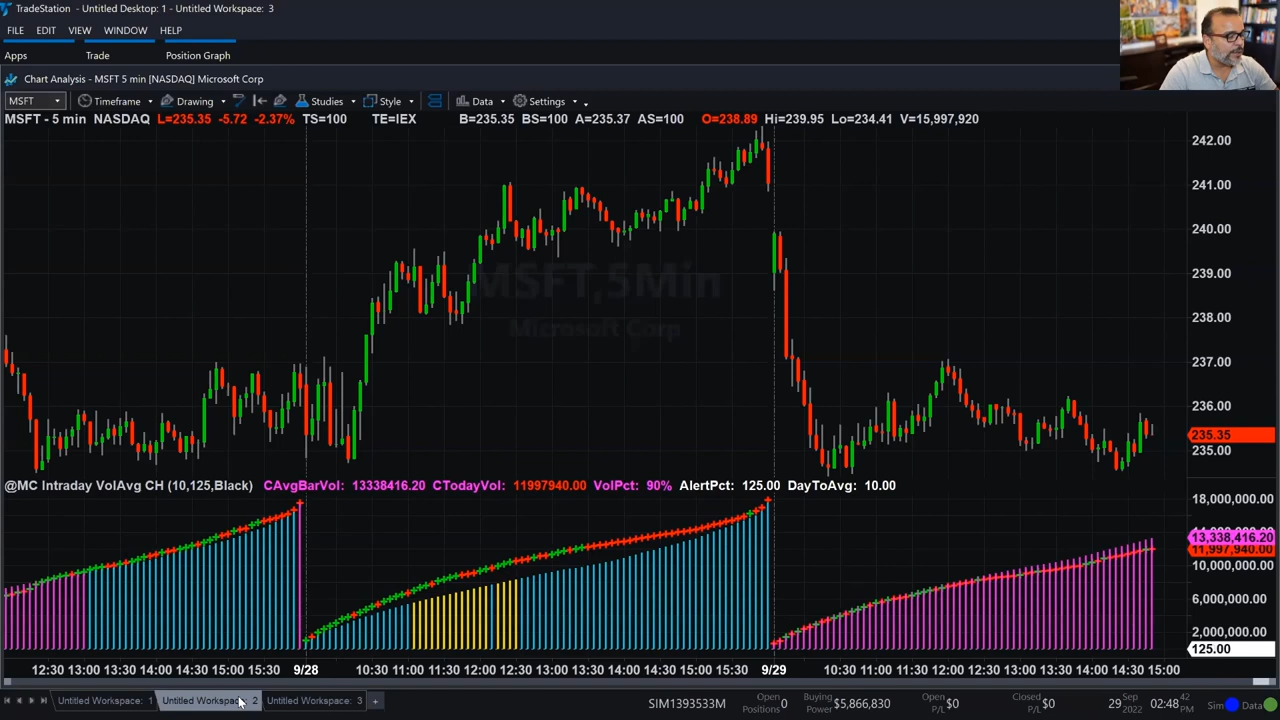 TradeStation - Untitled Desktop: 1 - Untitled Workspace: 3
FILE EDIT VIEW WINDOW HELP
Apps Trade Position Graph
Chart Analysis - MSFT 5 min [NASDAQ] Microsoft Corp
MSFT Timeframe Drawing Studies Style Data Settings
MSFT - 5 min NASDAQ L=235.35 -5.72 -2.37% TS=100 TE=IEX B=235.35 BS=100 A=235.37 AS=100 O=238.89 Hi=239.95 Lo=234.41 V=15,997,920
242.00
241.00
240.00
239.00
MSFT,5Min
Microsoft Corp
238.00
237.00
236.00
235.35
235.00
@MC Intraday VolAvg CH (10,125,Black) CAvgBarVol: 13338416.20 CTodayVol: 11997940.00 VolPct: 90% AlertPct: 125.00 DayToAvg: 10.00
18,000,000.00
13,338,416.20
11,997,940.00
10,000,000.00
6,000,000.00
2,000,000.00
125.00
12:30 13:00 13:30 14:00 14:30 15:00 15:30 9/28 10:30 11:00 11:30 12:00 12:30 13:00 13:30 14:00 14:30 15:00 15:30 9/29 10:30 11:00 11:30 12:00 12:30 13:00 13:30 14:00 14:30 15:00
Untitled Workspace: 1 Untitled Workspac 2 Untitled Workspace: 3 +
SIM1393533M Open Positions 0 Buying Power $5,866,830 Open P/L $0 Closed P/L $0 29 Sep 2022 02:48 42 PM Sim Data